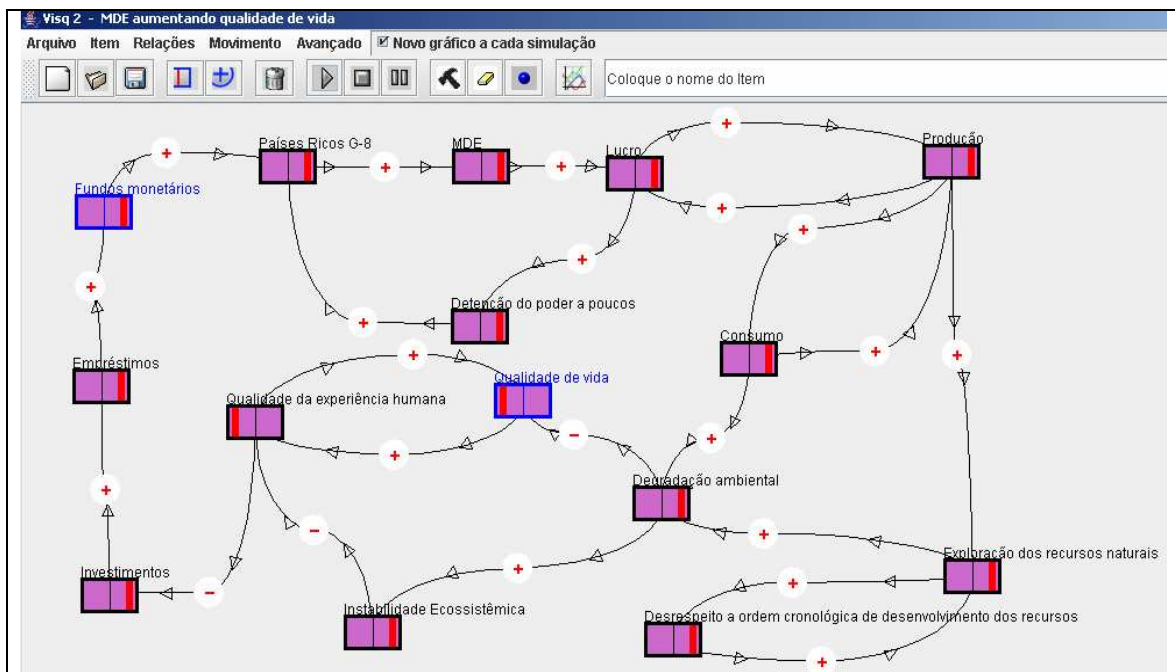 Visq 2 - MDE aumentando qualidade de vida
Arquivo Item Relações Movimento Avançado Novo gráfico a cada simulação
Coloque o nome do Item
Países Ricos G-8
MDE
Lucro
Produção
Fundos monetários
+
+
+
+
+
+
+
+
Detenção do poder a poucos
+
Consumo
+
+
Empréstimos
+
Qualidade de vida
Qualidade da experiência humana
+
-
+
Degradação ambiental
+
-
+
Exploração dos recursos naturais
Investimentos
-
+
+
Instabilidade Ecossistêmica
Desrespeito a ordem cronológica de desenvolvimento dos recursos
+